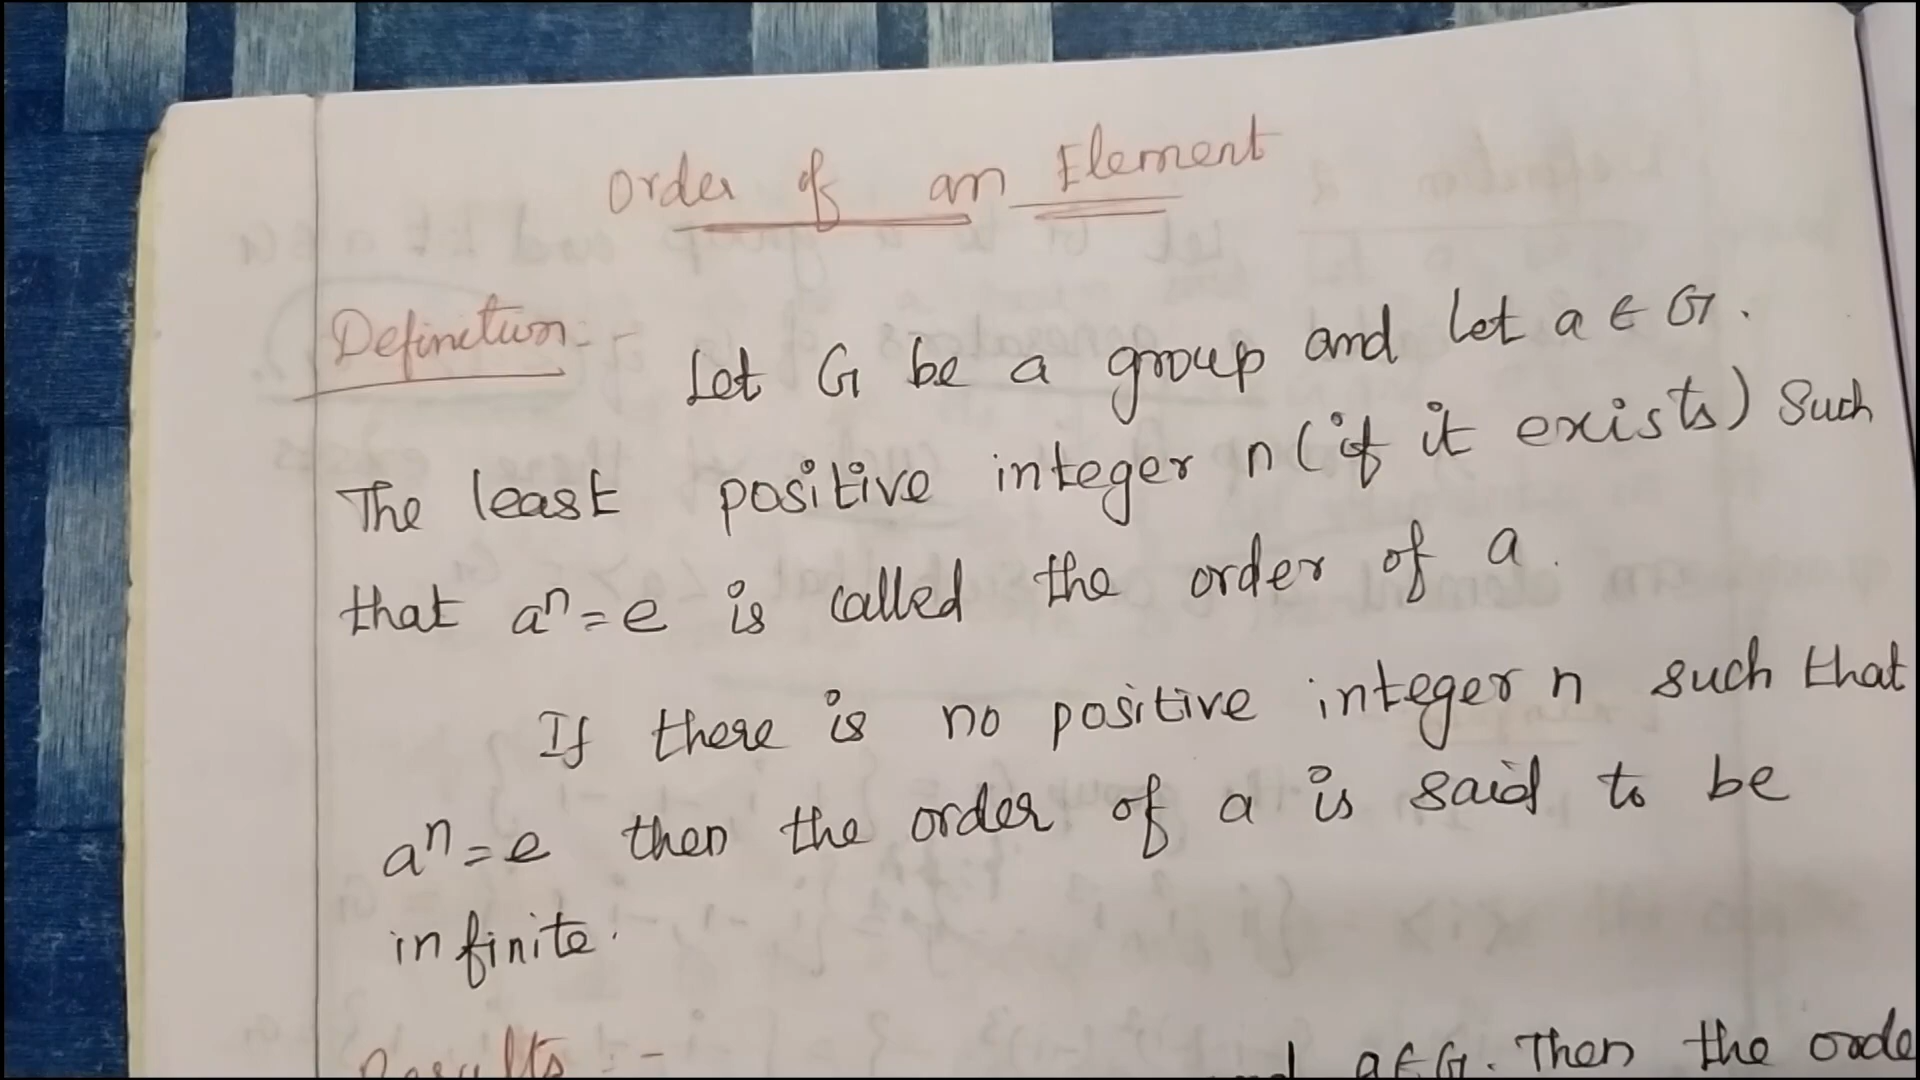 Order of an Element
Definition:- Let G be a group and let a ∈ G.
The least positive integer n (if it exists) such
that aⁿ = e is called the order of a.
If there is no positive integer n such that
aⁿ = e then the order of a is said to be
infinite.
Results:- a ∈ G. Then the orde